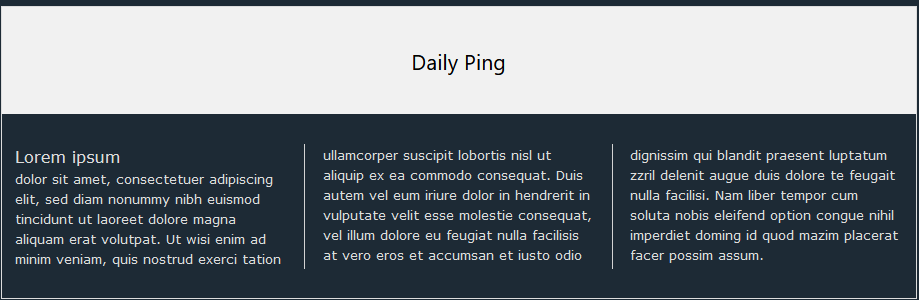 Daily Ping
Lorem ipsum
dolor sit amet, consectetuer adipiscing
elit, sed diam nonummy nibh euismod
tincidunt ut laoreet dolore magna
aliquam erat volutpat. Ut wisi enim ad
minim veniam, quis nostrud exerci tation
ullamcorper suscipit lobortis nisl ut
aliquip ex ea commodo consequat. Duis
autem vel eum iriure dolor in hendrerit in
vulputate velit esse molestie consequat,
vel illum dolore eu feugiat nulla facilisis
at vero eros et accumsan et iusto odio
dignissim qui blandit praesent luptatum
zzril delenit augue duis dolore te feugait
nulla facilisi. Nam liber tempor cum
soluta nobis eleifend option congue nihil
imperdiet doming id quod mazim placerat
facer possim assum.